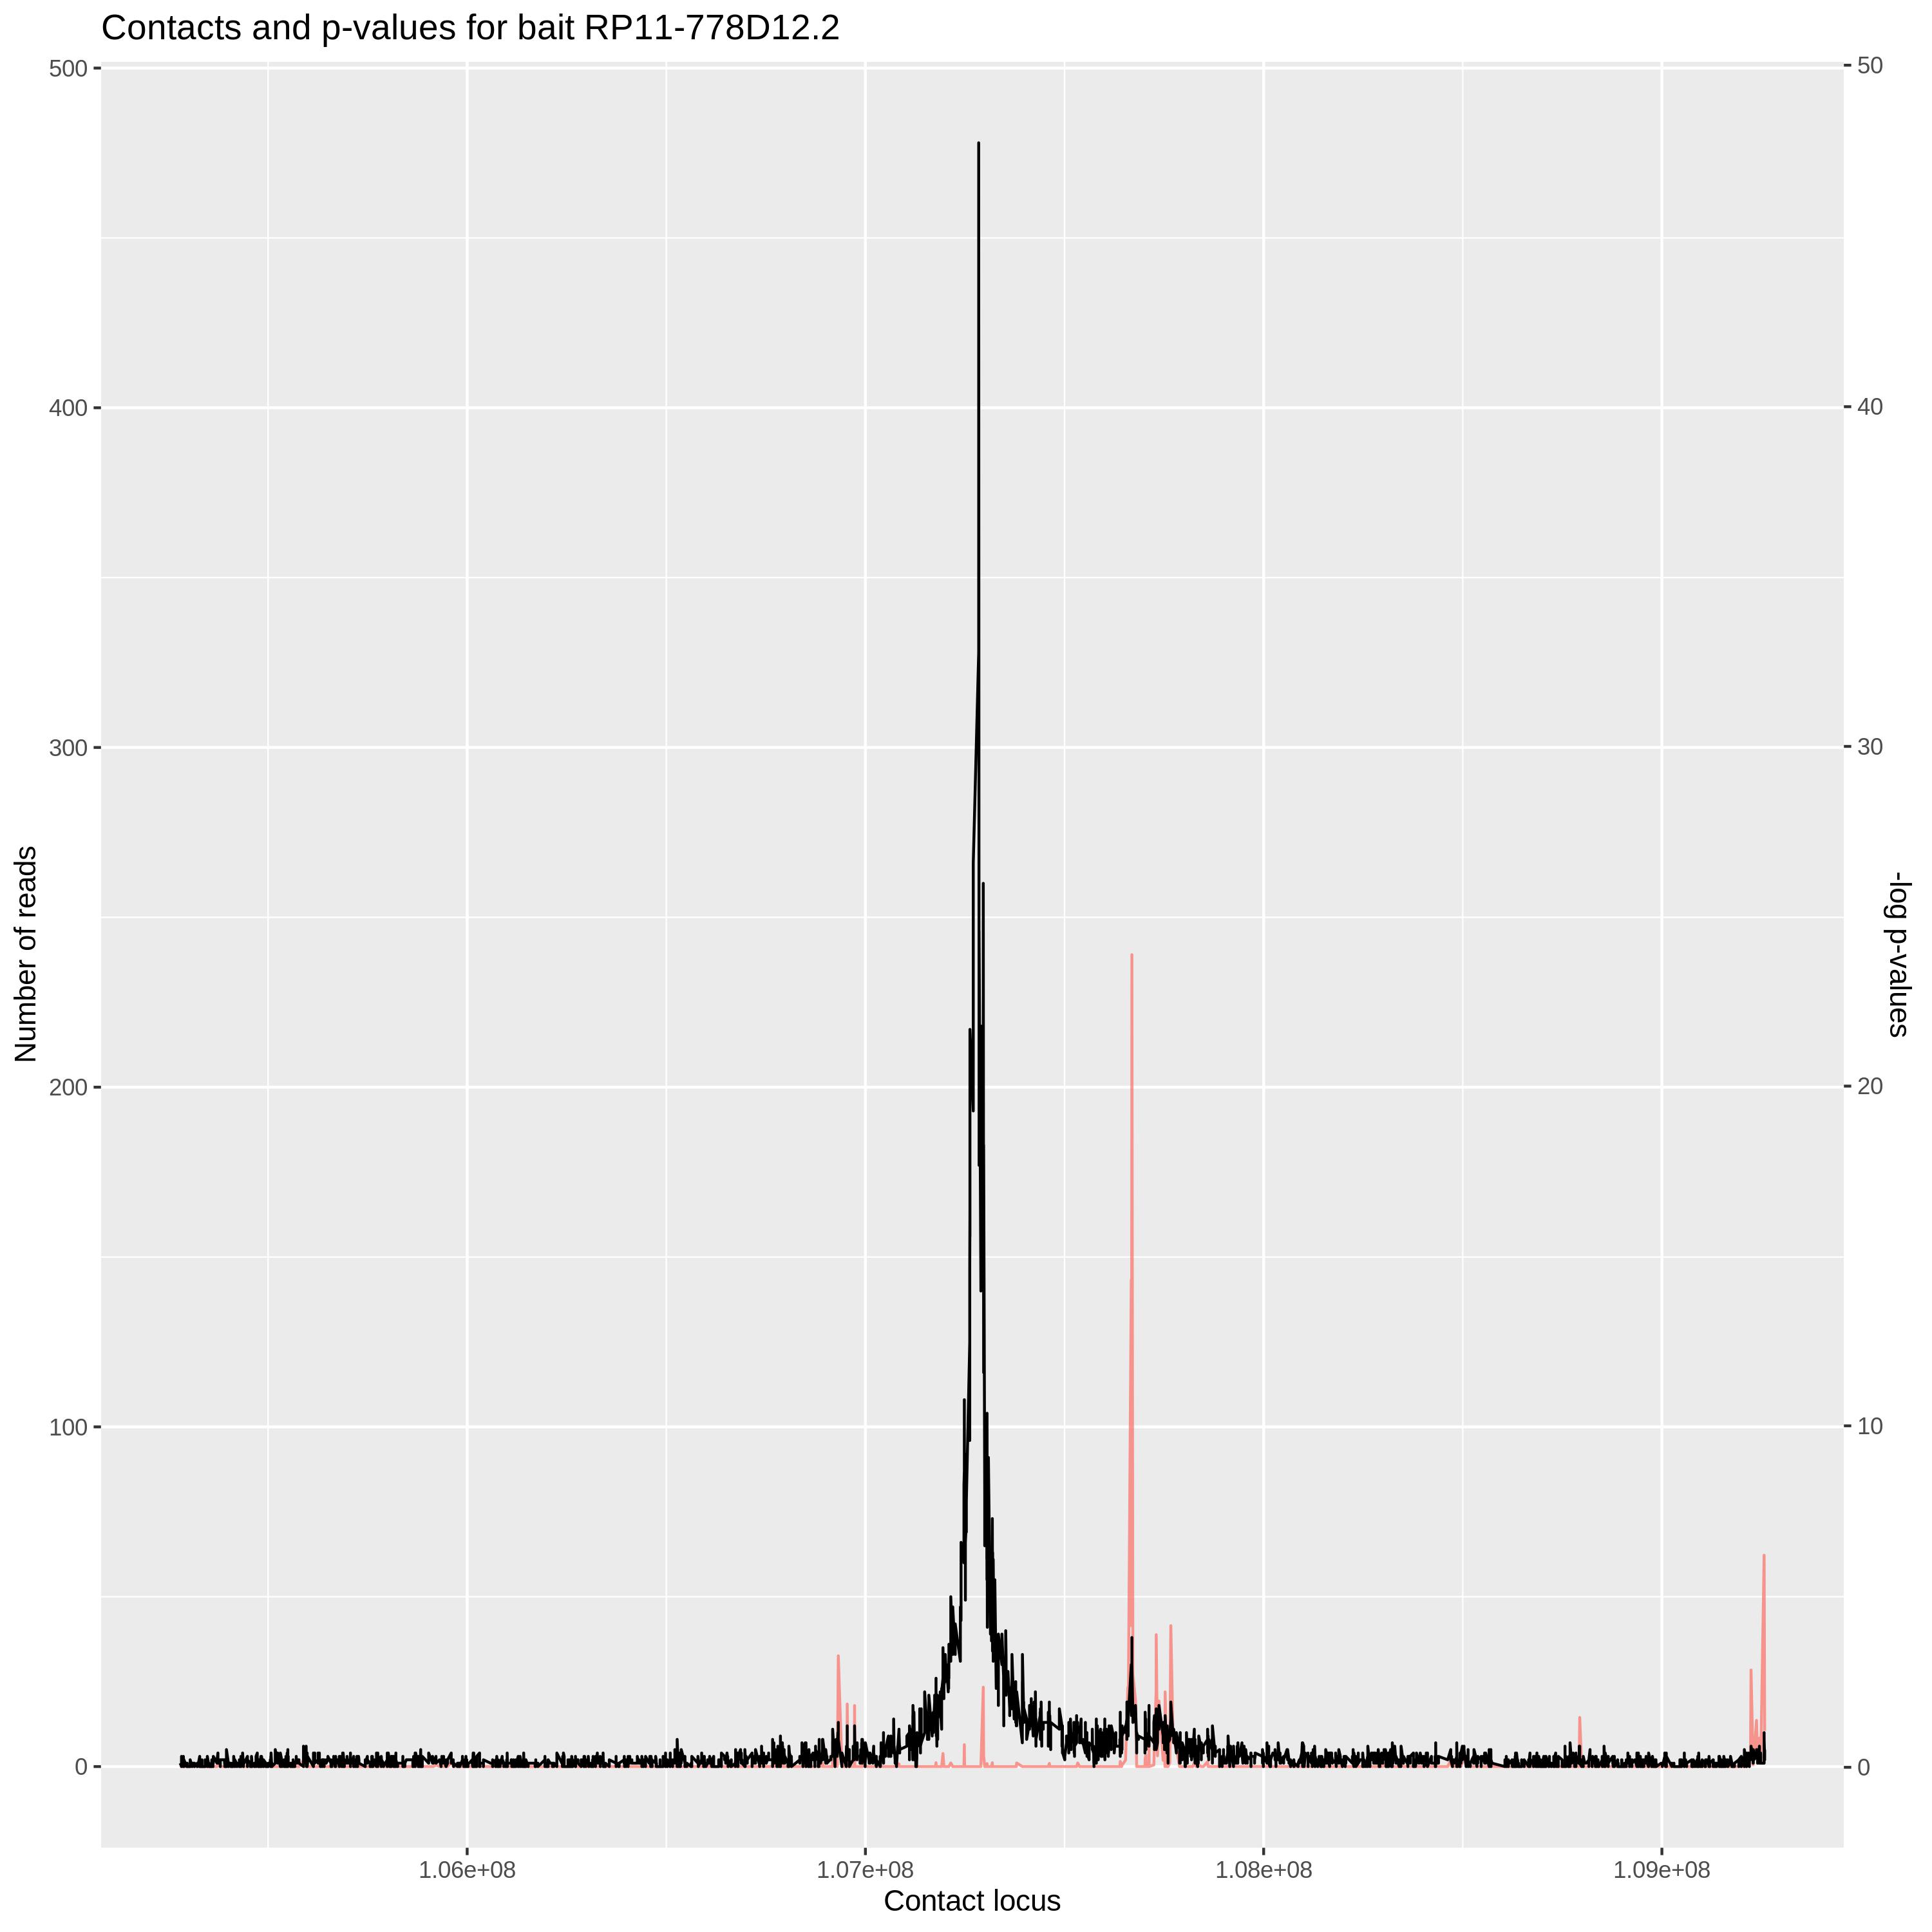 Contacts and p-values for bait RP11-778D12.2
500
400
300
200
100
0
Number of reads
50
40
30
20
10
0
-log p-values
1.06e+08
1.07e+08
1.08e+08
1.09e+08
Contact locus